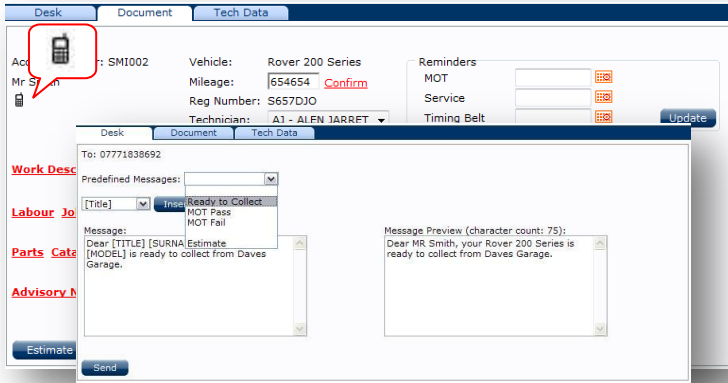 Desk Document Tech Data
r: SMI002 Vehicle: Rover 200 Series Reminders
Mr Smith Mileage: 654654 Confirm MOT
Reg Number: S657DJO Service
Technician: AJ - ALEN JARRET Timing Belt Update
Desk Document Tech Data
To: 07771838692
Work Desc
Predefined Messages:
[Title] Inse Ready to Collect
MOT Pass
MOT Fail
Estimate
Labour Jo
Message: Message Preview (character count: 75):
Dear [TITLE] [SURNA Dear MR Smith, your Rover 200 Series is
[MODEL] is ready to collect from Daves ready to collect from Daves Garage.
Garage.
Parts Cata
Advisory N
Estimate
Send